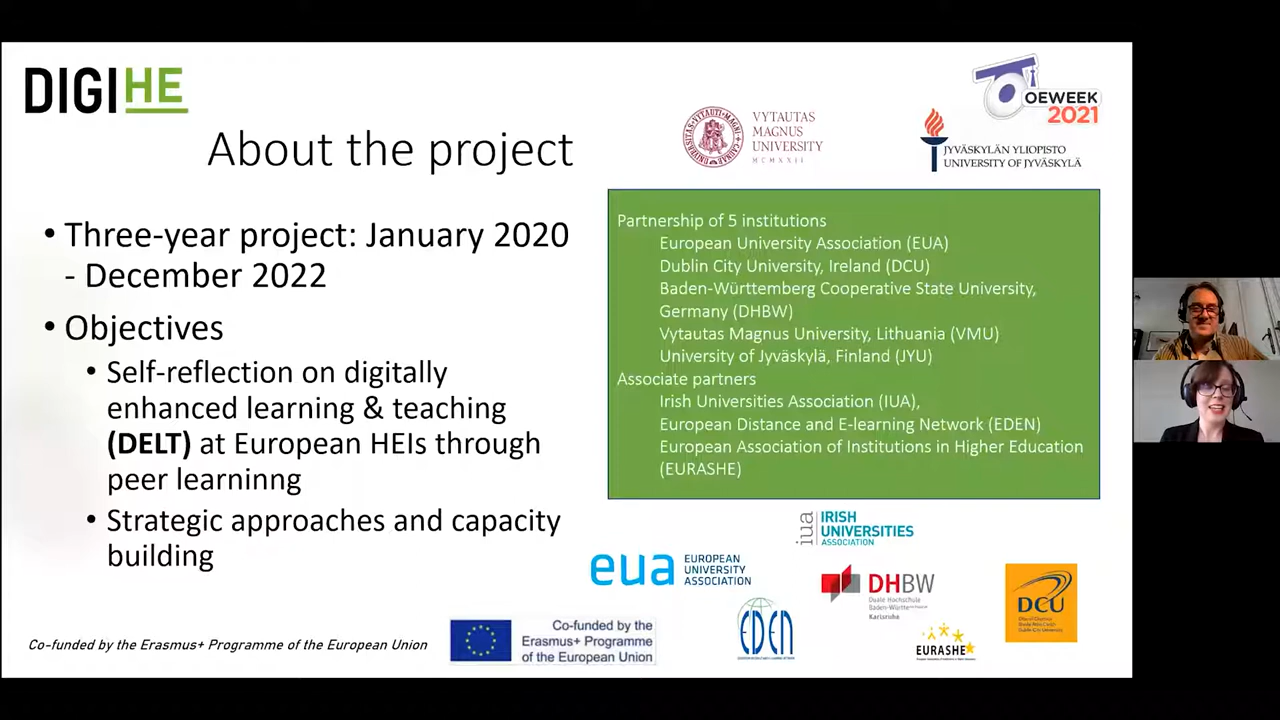 DIGIHE
OEWEEK
2021
About the project
VYTAUTAS
MAGNUS
UNIVERSITY
MCMXXII
JYVÄSKYLÄN YLIOPISTO
UNIVERSITY OF JYVÄSKYLÄ
• Three-year project: January 2020
- December 2022
• Objectives
• Self-reflection on digitally
enhanced learning & teaching
(DELT) at European HEIs through
peer learninng
• Strategic approaches and capacity
building
Partnership of 5 institutions
European University Association (EUA)
Dublin City University, Ireland (DCU)
Baden-Württemberg Cooperative State University,
Germany (DHBW)
Vytautas Magnus University, Lithuania (VMU)
University of Jyväskylä, Finland (JYU)
Associate partners
Irish Universities Association (IUA),
European Distance and E-learning Network (EDEN)
European Association of Institutions in Higher Education
(EURASHE)
iua
IRISH
UNIVERSITIES
ASSOCIATION
eua
EUROPEAN
UNIVERSITY
ASSOCIATION
DHBW
Duale Hochschule
Karlsruhe
DCU
EDEN
EURASHE
Co-funded by the Erasmus+ Programme of the European Union
Co-funded by the
Erasmus+ Programme
of the European Union